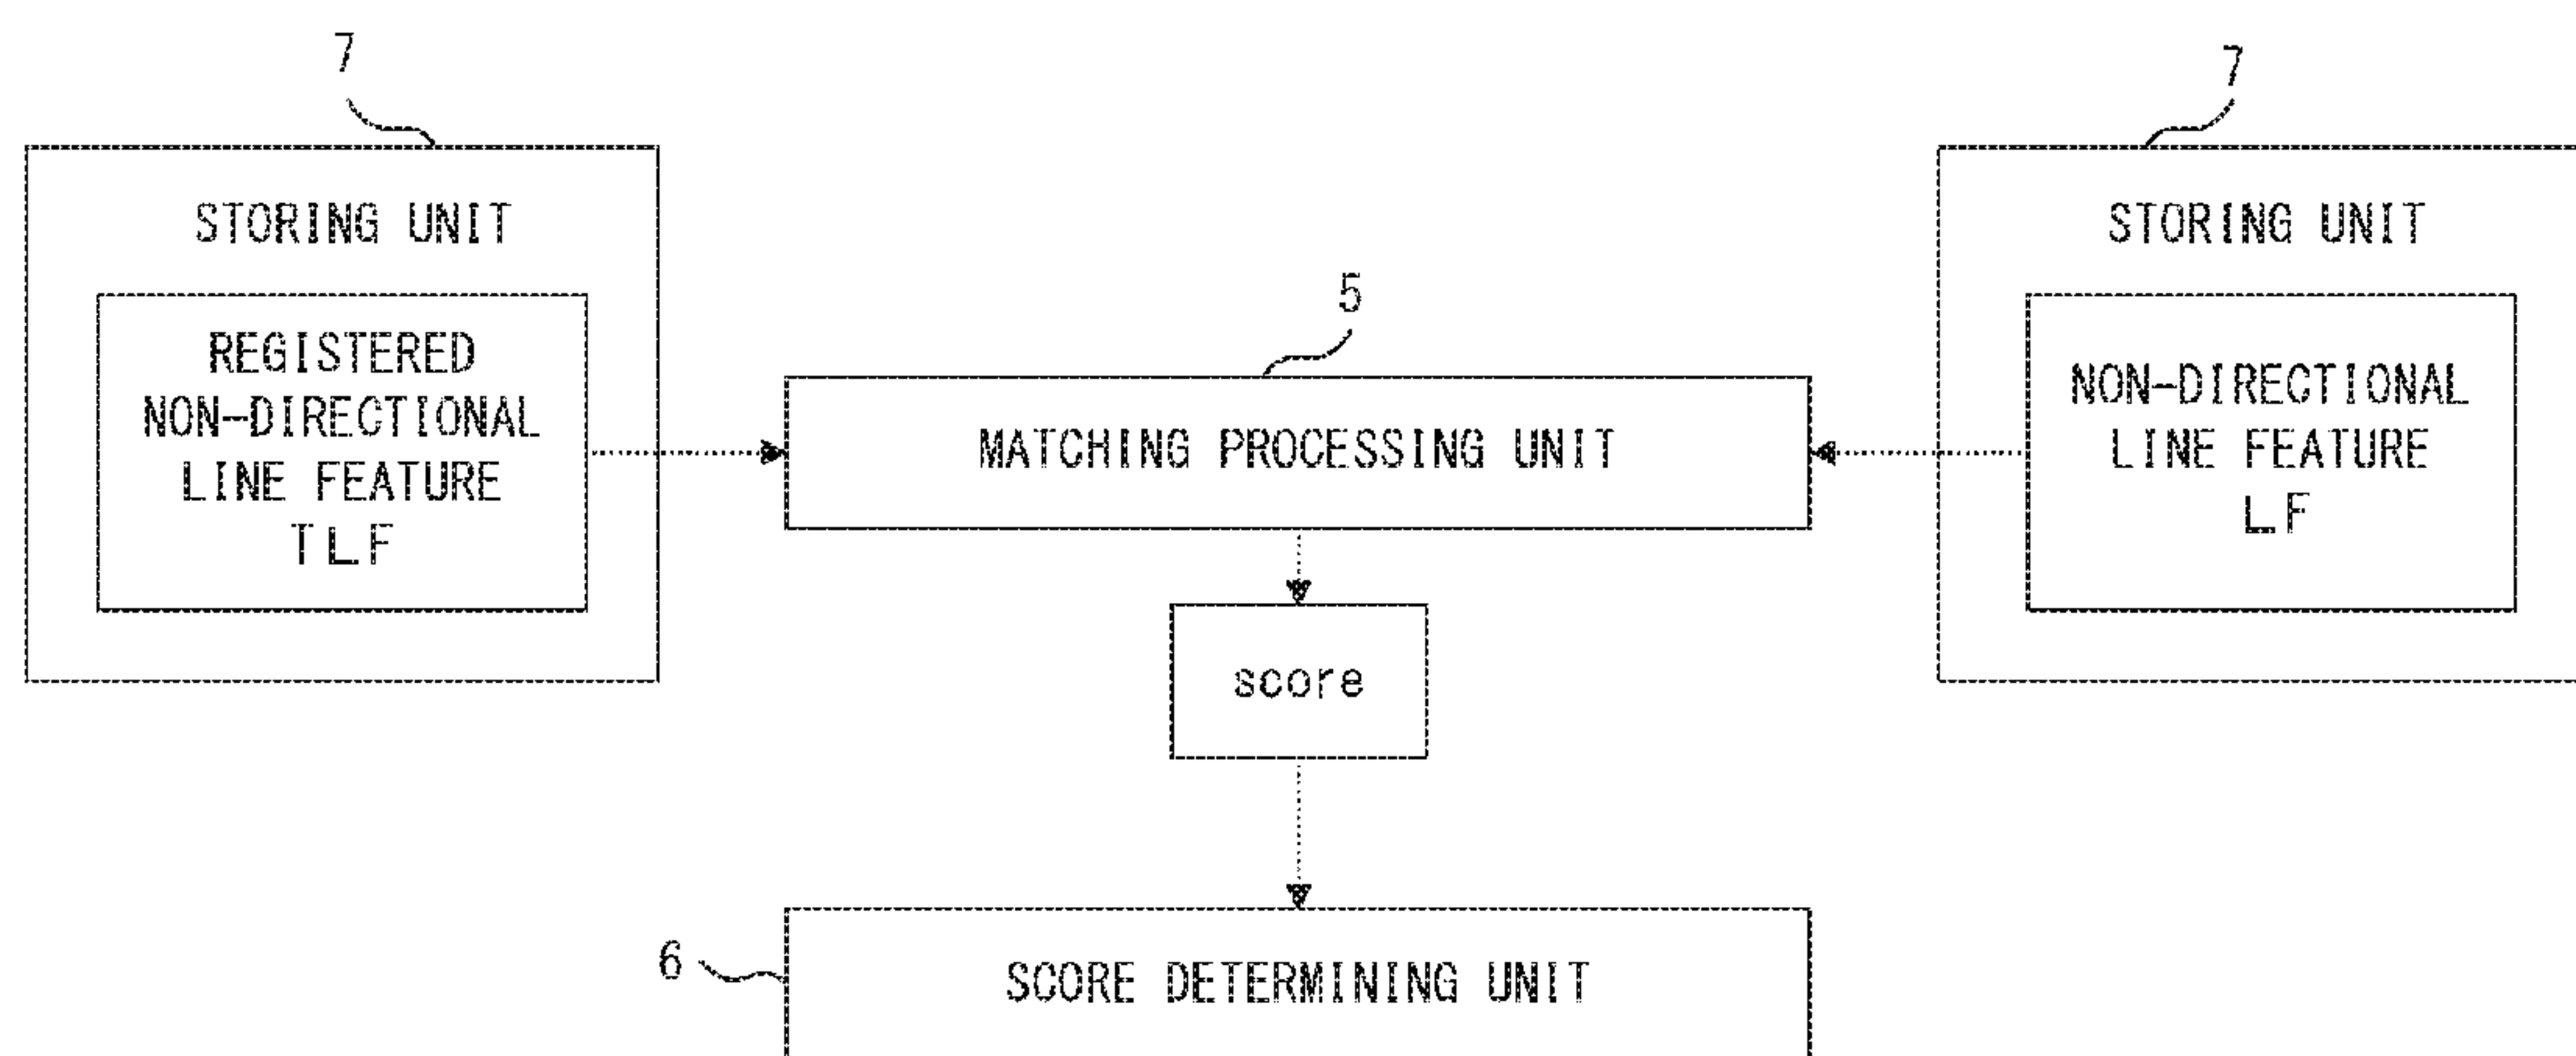 7
7
STORING UNIT
STORING UNIT
5
REGISTERED
NON-DIRECTIONAL
LINE FEATURE
TLF
NON-DIRECTIONAL
LINE FEATURE
LF
MATCHING PROCESSING UNIT
score
6
SCORE DETERMINING UNIT